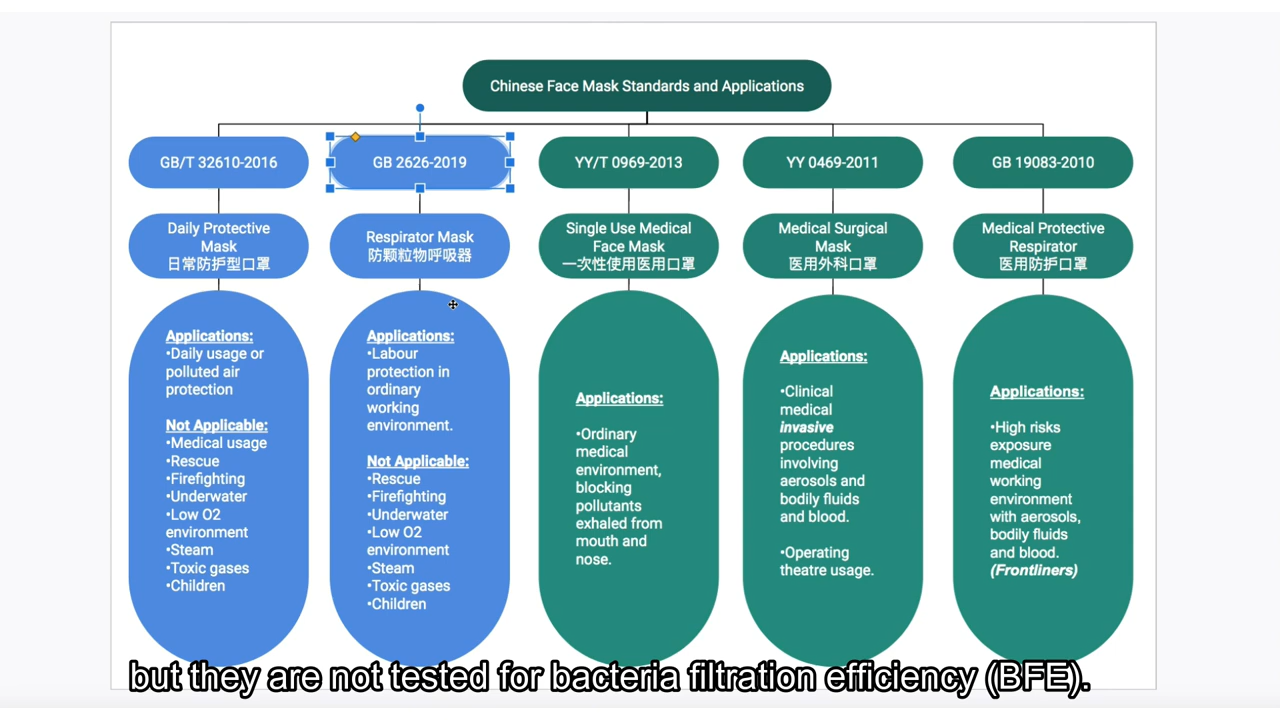 Chinese Face Mask Standards and Applications
GB/T 32610-2016
GB 2626-2019
YY/T 0969-2013
YY 0469-2011
GB 19083-2010
Daily Protective
Mask
日常防护型口罩
Respirator Mask
防颗粒物呼吸器
Single Use Medical
Face Mask
一次性使用医用口罩
Medical Surgical
Mask
医用外科口罩
Medical Protective
Respirator
医用防护口罩
Applications:
•Daily usage or
polluted air
protection
Not Applicable:
•Medical usage
•Rescue
•Firefighting
•Underwater
•Low O2
environment
•Steam
•Toxic gases
•Children
Applications:
•Labour
protection in
ordinary
working
environment.
Not Applicable:
•Rescue
•Firefighting
•Underwater
•Low O2
environment
•Steam
•Toxic gases
•Children
Applications:
•Ordinary
medical
environment,
blocking
pollutants
exhaled from
mouth and
nose.
Applications:
•Clinical
medical
invasive
procedures
involving
aerosols and
bodily fluids
and blood.
•Operating
theatre usage.
Applications:
•High risks
exposure
medical
working
environment
with aerosols,
bodily fluids
and blood.
(Frontliners)
but they are not tested for bacteria filtration efficiency (BFE).